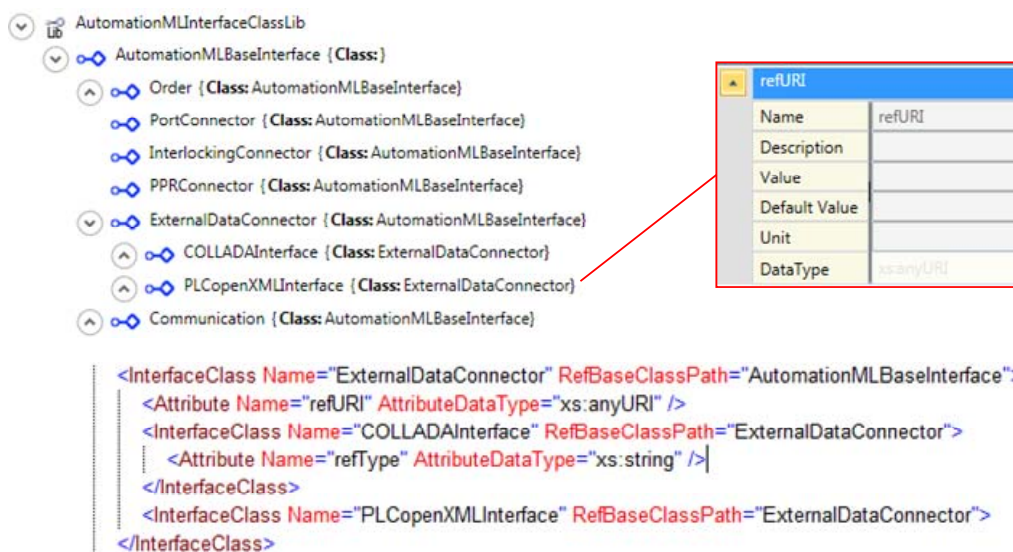 AutomationMLInterfaceClassLib
AutomationMLBaseInterface {Class:}
Order {Class: AutomationMLBaseInterface}
PortConnector {Class: AutomationMLBaseInterface}
InterlockingConnector {Class: AutomationMLBaseInterface}
PPRConnector {Class: AutomationMLBaseInterface}
ExternalDataConnector {Class: AutomationMLBaseInterface}
COLLADAInterface {Class: ExternalDataConnector}
PLCopenXMLInterface {Class: ExternalDataConnector}
Communication {Class: AutomationMLBaseInterface}
refURI
Name refURI
Description
Value
Default Value
Unit
DataType xs:anyURI
<InterfaceClass Name="ExternalDataConnector" RefBaseClassPath="AutomationMLBaseInterface">
<Attribute Name="refURI" AttributeDataType="xs:anyURI" />
<InterfaceClass Name="COLLADAInterface" RefBaseClassPath="ExternalDataConnector">
<Attribute Name="refType" AttributeDataType="xs:string" />
</InterfaceClass>
<InterfaceClass Name="PLCopenXMLInterface" RefBaseClassPath="ExternalDataConnector">
</InterfaceClass>